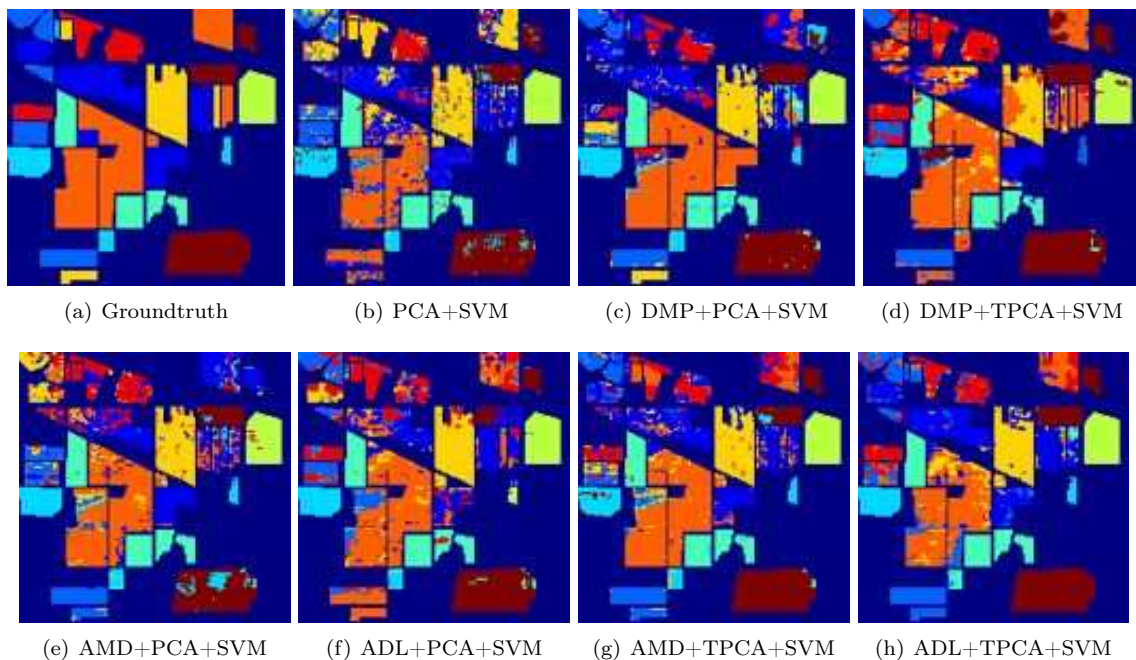 (a) Groundtruth
(b) PCA+SVM
(c) DMP+PCA+SVM
(d) DMP+TPCA+SVM
(e) AMD+PCA+SVM
(f) ADL+PCA+SVM
(g) AMD+TPCA+SVM
(h) ADL+TPCA+SVM